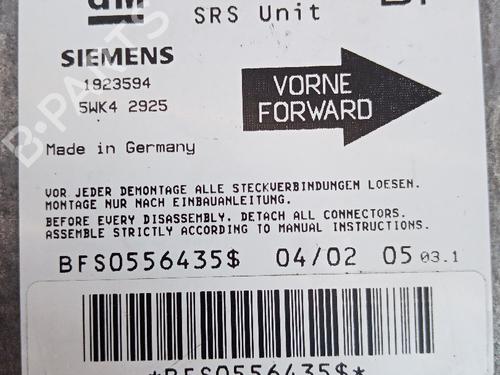 GM
SRS Unit
SIEMENS
1923594
5WK4 2925
VORNE
FORWARD
Made in Germany
VOR JEDER DEMONTAGE ALLE STECKVERBINDUNGEN LOESEN.
MONTAGE NUR NACH EINBAUANLEITUNG.
BEFORE EVERY DISASSEMBLY, DETACH ALL CONNECTORS.
ASSEMBLE STRICTLY ACCORDING TO MANUAL INSTRUCTIONS.
BFS0556435$ 04/02 05 03.1
*BFS0556435$*
B-PARTS